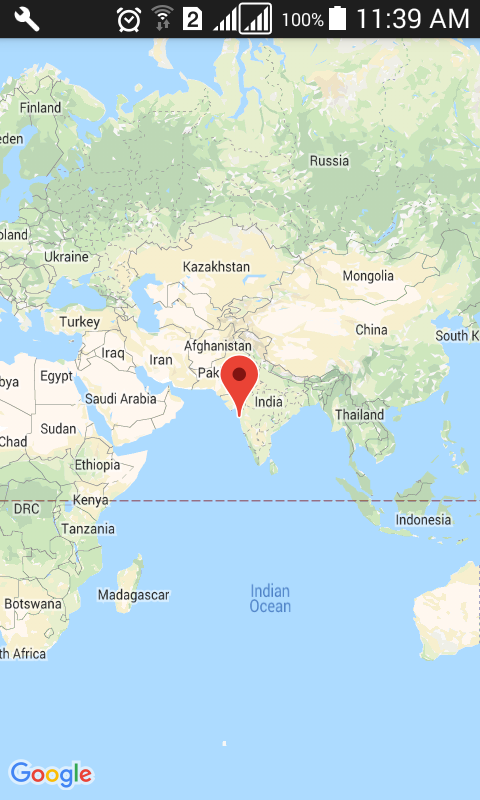 2 100% 11:39 AM
Finland
eden
Russia
oland
Ukraine
Kazakhstan
Mongolia
Turkey
China
South K
Afghanistan
Iraq
Iran
Pak
Egypt
bya
Saudi Arabia
India
Thailand
Sudan
Chad
Ethiopia
Kenya
DRC
Indonesia
Tanzania
Indian
Ocean
Madagascar
Botswana
th Africa
Google